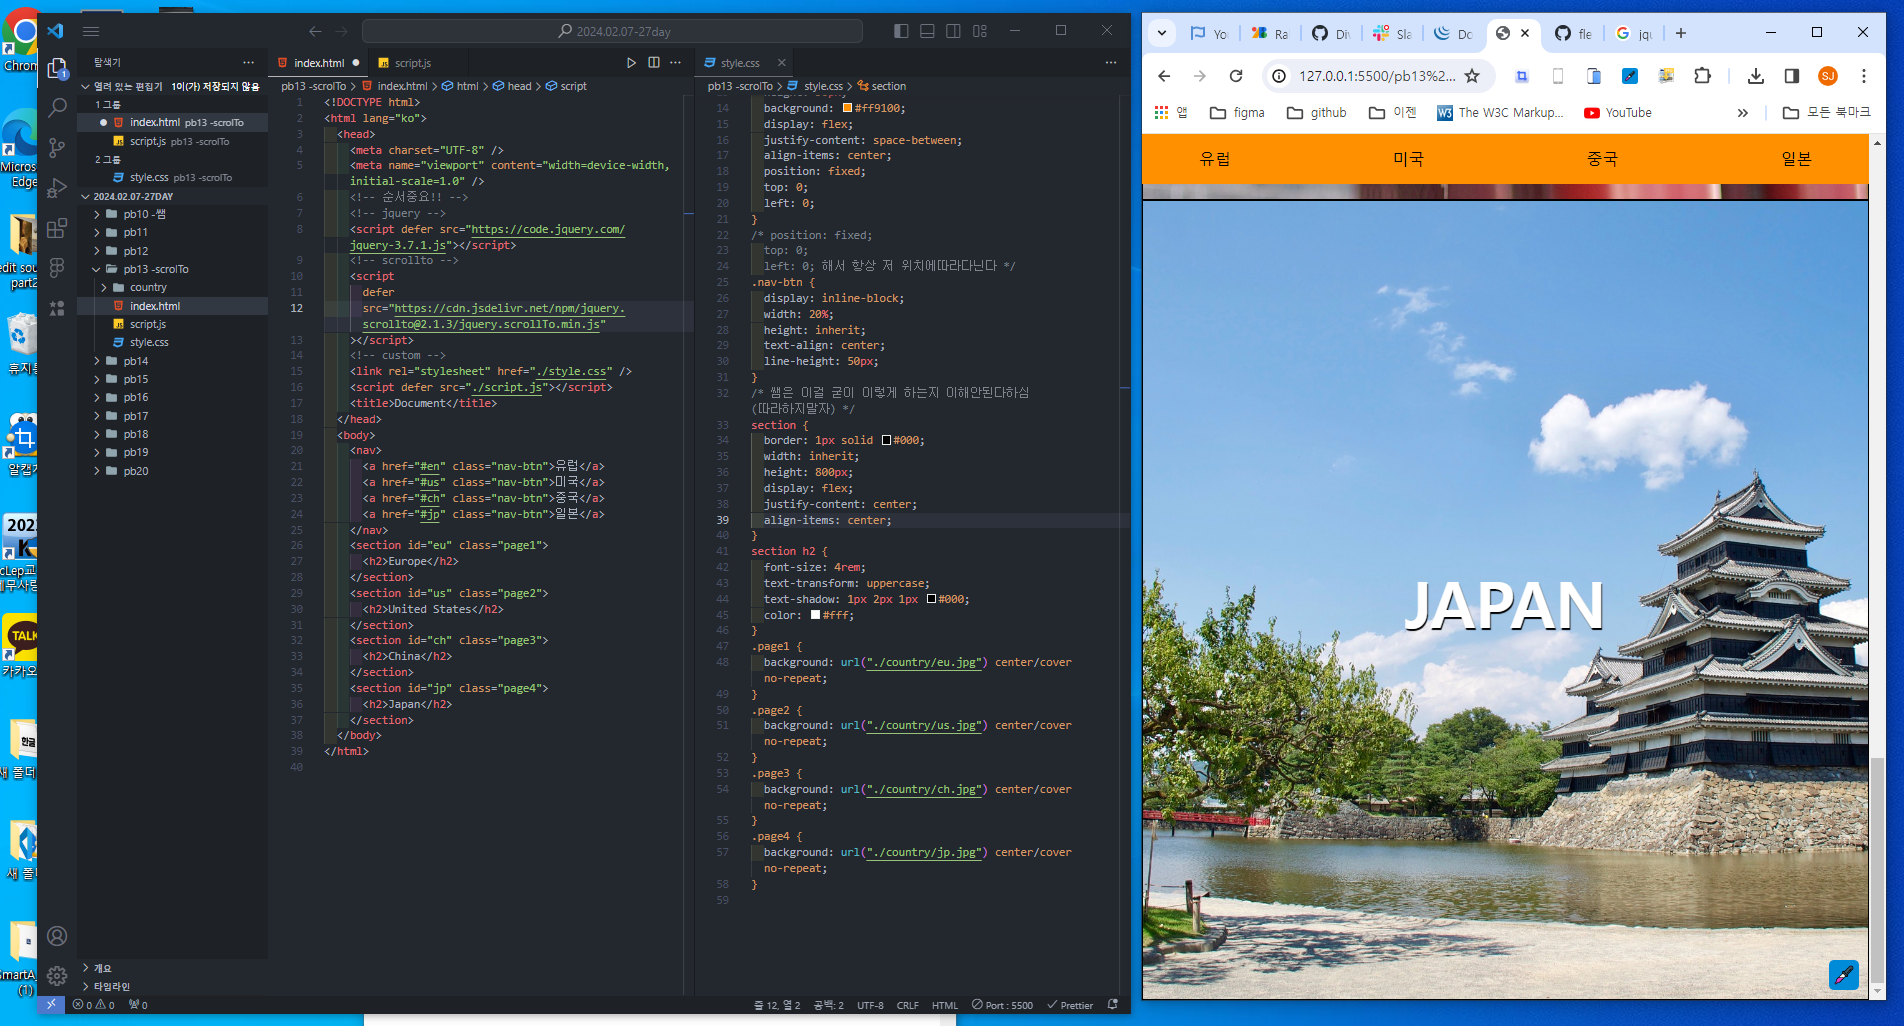 Chrom
Micros
Edge
edit sou
part2
휴지통
알캡처
2023
cLep교
무사랑
TALK
카카오
한글
새 폴더
새 폴
SmartA
(1)
2024.02.07-27day
탐색기
열려 있는 편집기 1이(가) 저장되지 않음
1 그룹
index.html pb13 -scrolTo
script.js pb13 -scrolTo
2 그룹
style.css pb13 -scrolTo
2024.02.07-27DAY
pb10 -쌤
pb11
pb12
pb13 -scrolTo
country
index.html
script.js
style.css
pb14
pb15
pb16
pb17
pb18
pb19
pb20
개요
타임라인
index.html
script.js
pb13 -scrolTo > index.html > html > head > script
1 <!DOCTYPE html>
2 <html lang="ko">
3 <head>
4 <meta charset="UTF-8" />
5 <meta name="viewport" content="width=device-width,
initial-scale=1.0" />
6 <!-- 순서중요!! -->
7 <!-- jquery -->
8 <script defer src="https://code.jquery.com/
jquery-3.7.1.js"></script>
9 <!-- scrollto -->
10 <script
11 defer
12 src="https://cdn.jsdelivr.net/npm/jquery.
scrollto@2.1.3/jquery.scrollTo.min.js"
13 ></script>
14 <!-- custom -->
15 <link rel="stylesheet" href="./style.css" />
16 <script defer src="./script.js"></script>
17 <title>Document</title>
18 </head>
19 <body>
20 <nav>
21 <a href="#en" class="nav-btn">유럽</a>
22 <a href="#us" class="nav-btn">미국</a>
23 <a href="#ch" class="nav-btn">중국</a>
24 <a href="#jp" class="nav-btn">일본</a>
25 </nav>
26 <section id="eu" class="page1">
27 <h2>Europe</h2>
28 </section>
29 <section id="us" class="page2">
30 <h2>United States</h2>
31 </section>
32 <section id="ch" class="page3">
33 <h2>China</h2>
34 </section>
35 <section id="jp" class="page4">
36 <h2>Japan</h2>
37 </section>
38 </body>
39 </html>
40
style.css
pb13 -scrolTo > style.css > section
14 background: #ff9100;
15 display: flex;
16 justify-content: space-between;
17 align-items: center;
18 position: fixed;
19 top: 0;
20 left: 0;
21 }
22 /* position: fixed;
23 top: 0;
24 left: 0; 해서 항상 저 위치에따라다닌다 */
25 .nav-btn {
26 display: inline-block;
27 width: 20%;
28 height: inherit;
29 text-align: center;
30 line-height: 50px;
31 }
32 /* 쌤은 이걸 굳이 이렇게 하는지 이해안된다하심
(따라하지말자) */
33 section {
34 border: 1px solid #000;
35 width: inherit;
36 height: 800px;
37 display: flex;
38 justify-content: center;
39 align-items: center;
40 }
41 section h2 {
42 font-size: 4rem;
43 text-transform: uppercase;
44 text-shadow: 1px 2px 1px #000;
45 color: #fff;
46 }
47 .page1 {
48 background: url("./country/eu.jpg") center/cover
no-repeat;
49 }
50 .page2 {
51 background: url("./country/us.jpg") center/cover
no-repeat;
52 }
53 .page3 {
54 background: url("./country/ch.jpg") center/cover
no-repeat;
55 }
56 .page4 {
57 background: url("./country/jp.jpg") center/cover
no-repeat;
58 }
59
0 0 0
줄 12, 열 2 공백: 2 UTF-8 CRLF HTML Port : 5500 Prettier
You
Ra
Div
Sla
Do
fle
jqu
127.0.0.1:5500/pb13%2...
SJ
앱 figma github 이젠 The W3C Markup... YouTube 모든 북마크
유럽 미국 중국 일본
JAPAN